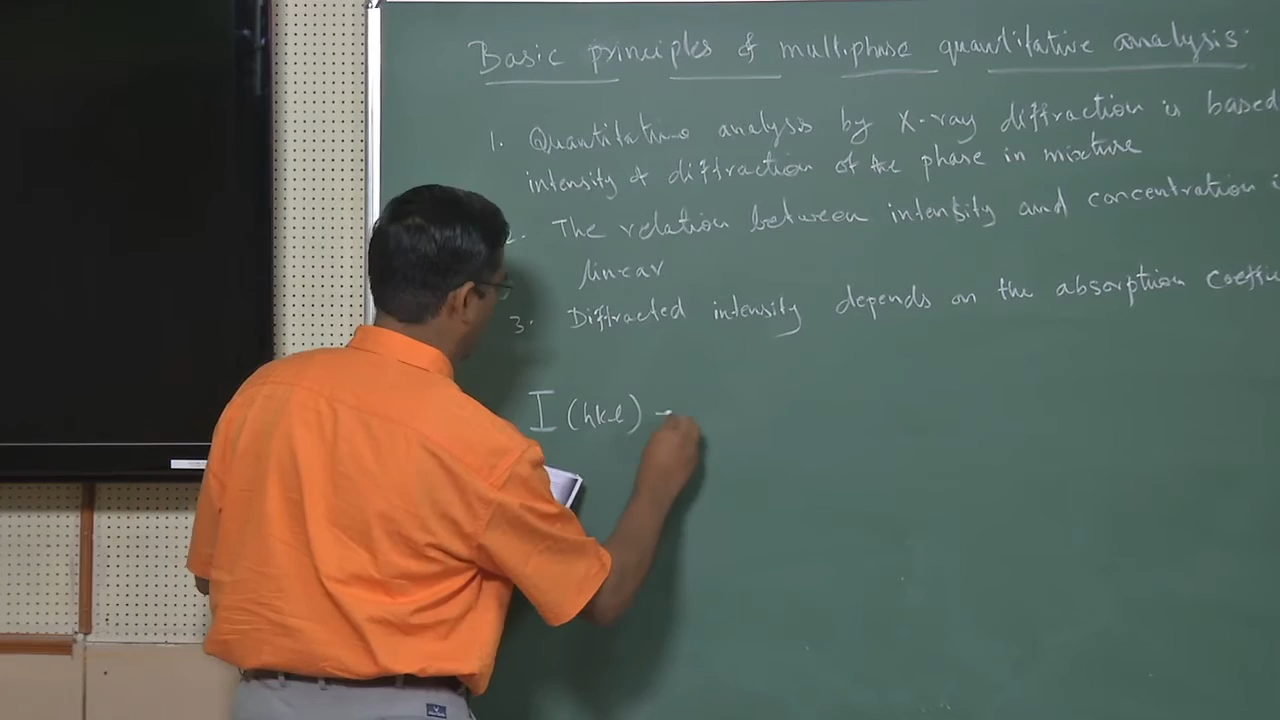 Basic principles of multiphase quantitative analysis.
1. Quantitative analysis by X-ray diffraction is based
intensity of diffraction of the phase in mixture
2. The relation between intensity and concentration i
linear
3. Diffracted intensity depends on the absorption coeffi
I (hkl) -